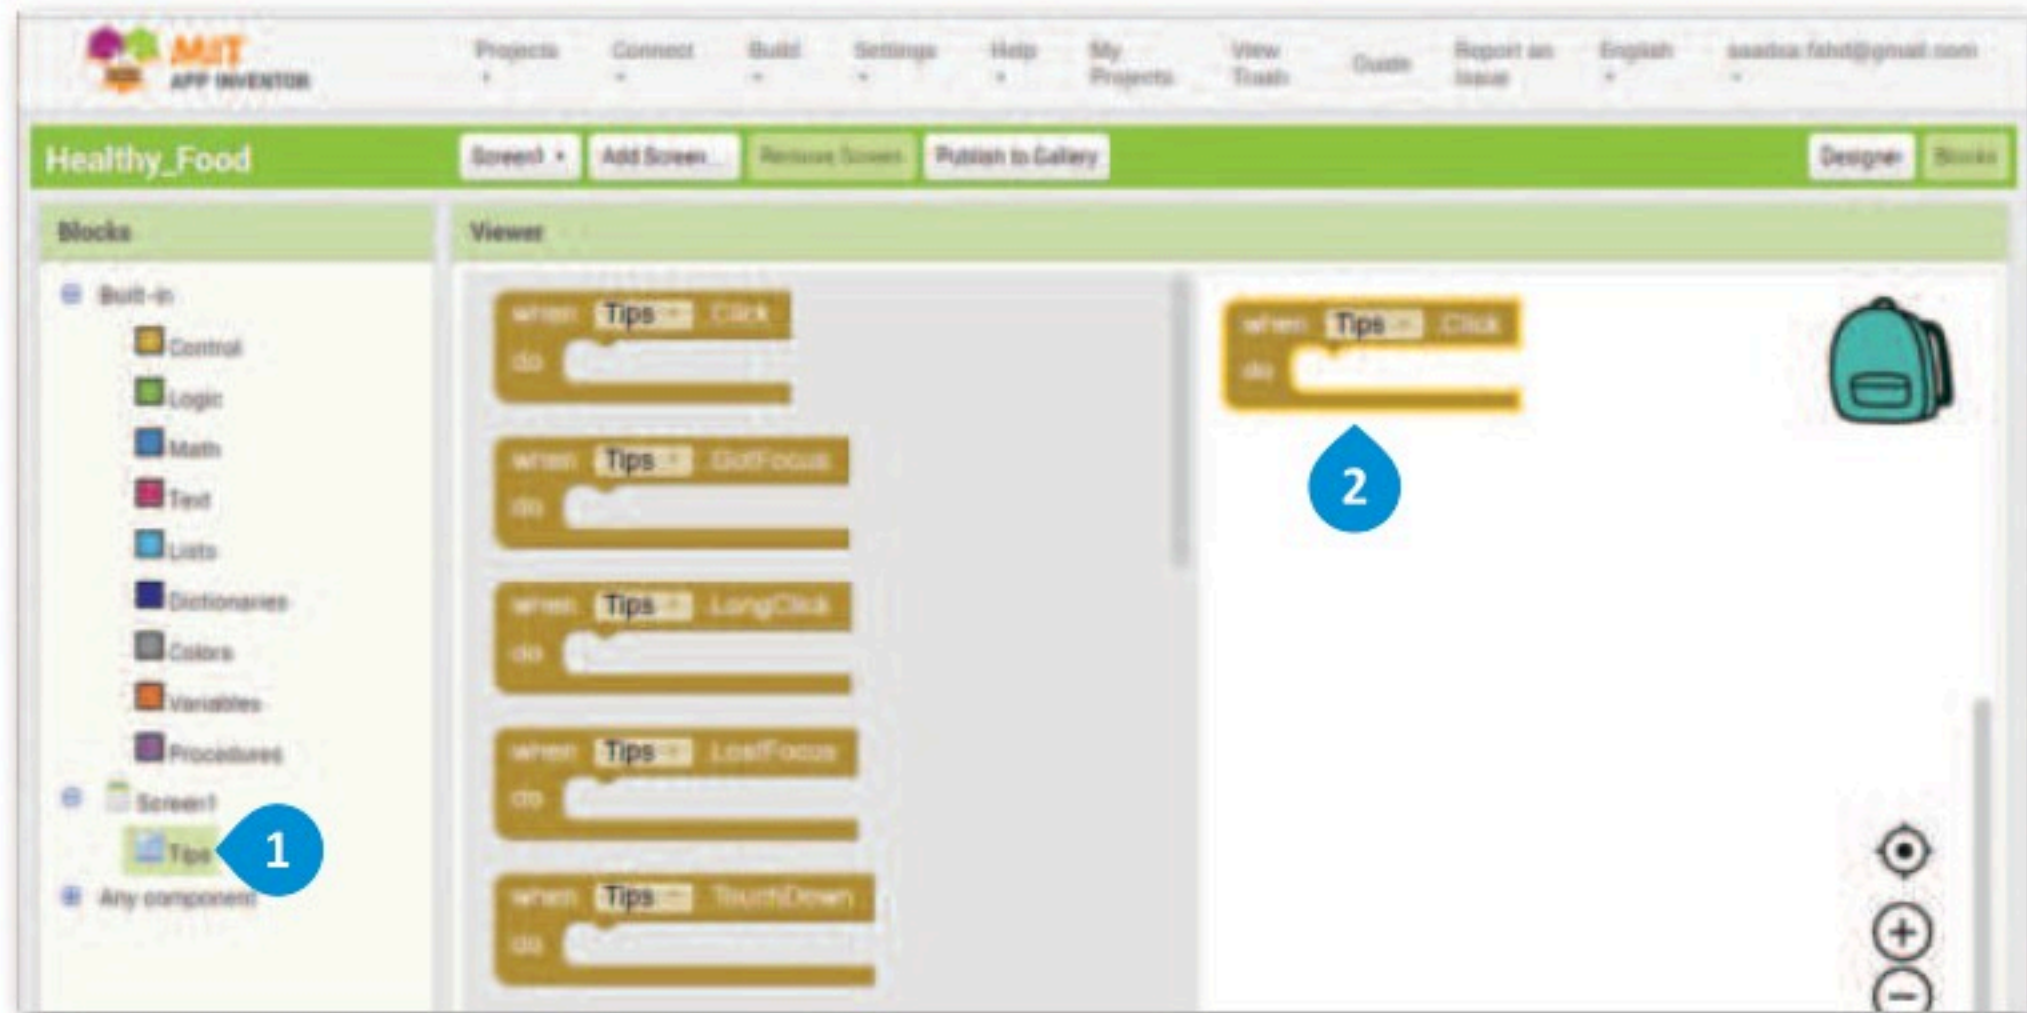 MIT
APP INVENTOR
Projects
Connect
Build
Settings
Help
My
Projects
View
Trash
Guide
Report an
Issue
English
Healthy_Food
Screen1
Add Screen ...
Remove Screen
Publish to Gallery
Designer
Blocks
Blocks
Viewer
Built-in
Control
Logic
Math
Text
Lists
Dictionaries
Colors
Variables
Procedures
Screen1
Tips
1
Any component
when Tips .Click
do
when Tips .GotFocus
do
when Tips .LongClick
do
when Tips .LostFocus
do
when Tips .TouchDown
do
when Tips .Click
do
2